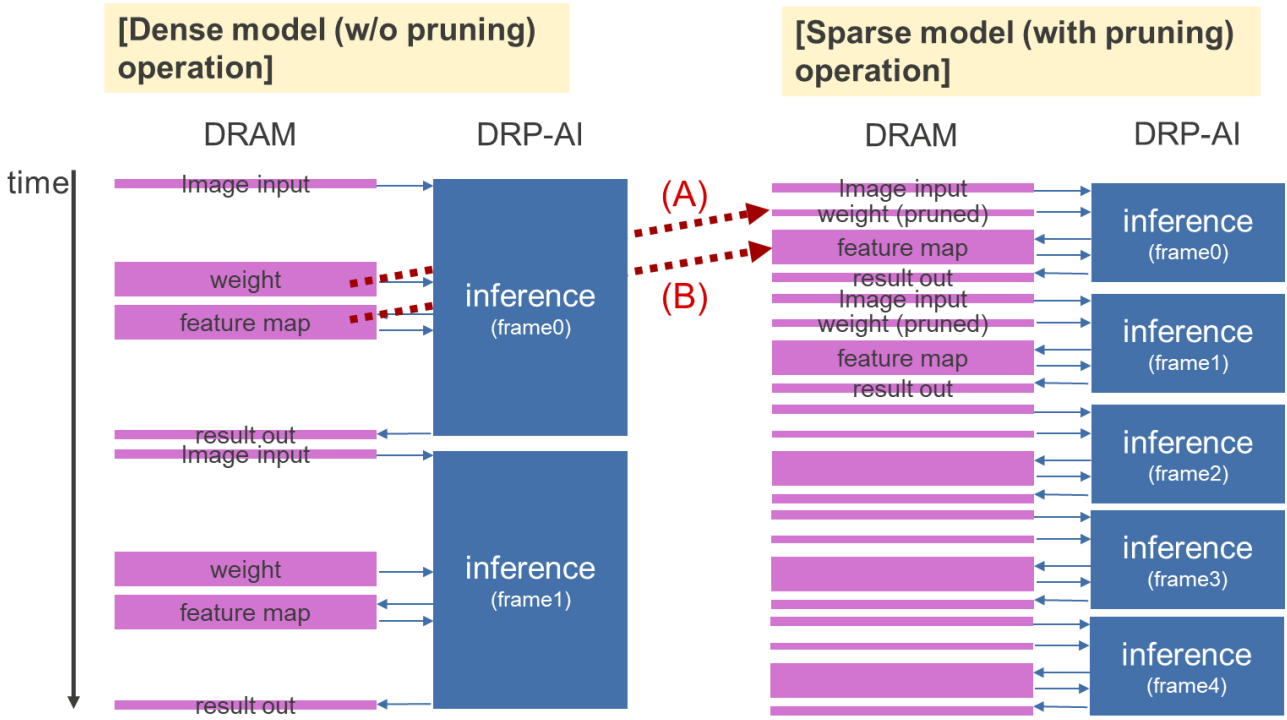 [Dense model (w/o pruning)
operation]
DRAM
DRP-AI
time
Image input
weight
feature map
inference
(frame0)
result out
Image input
weight
feature map
inference
(frame1)
result out
(A)
(B)
[Sparse model (with pruning)
operation]
DRAM
DRP-AI
Image input
weight (pruned)
feature map
result out
inference
(frame0)
Image input
weight (pruned)
feature map
result out
inference
(frame1)
inference
(frame2)
inference
(frame3)
inference
(frame4)